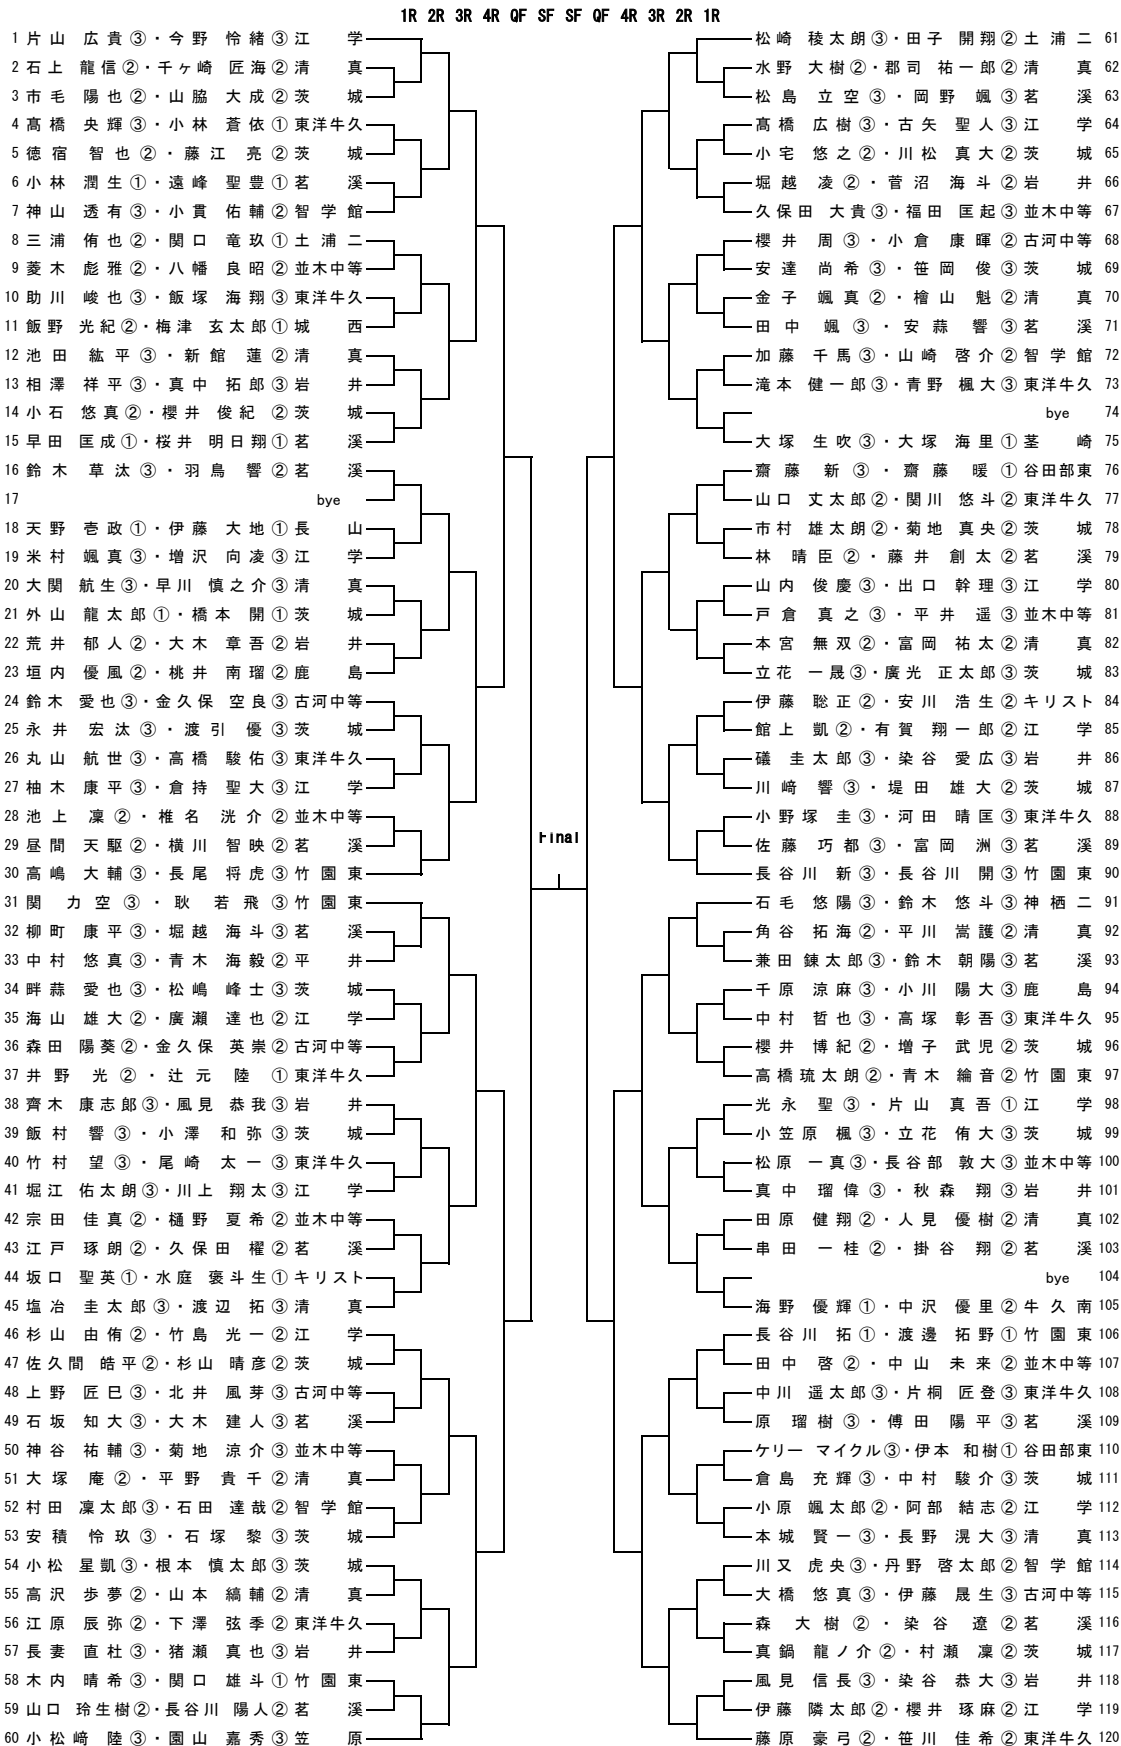 1R 2R 3R 4R QF SF SF QF 4R 3R 2R 1R
1 片山 広貴③・今野 怜緒③ 江学
2 石上 龍信②・千ヶ崎 匠海② 清真
3 市毛 陽也②・山脇 大成② 茨城
4 髙橋 央輝③・小林 蒼依① 東洋牛久
5 徳宿 智也②・藤江 亮② 茨城
6 小林 潤生①・遠峰 聖豊① 茗溪
7 神山 透有③・小貫 佑輔② 智学館
8 三浦 侑也②・関口 竜玖① 土浦二
9 菱木 彪雅②・八幡 良昭② 並木中等
10 助川 峻也③・飯塚 海翔③ 東洋牛久
11 飯野 光紀②・梅津 玄太郎① 城西
12 池田 紘平③・新館 蓮② 清真
13 相澤 祥平③・真中 拓郎③ 岩井
14 小石 悠真②・櫻井 俊紀② 茨城
15 早田 匡成①・桜井 明日翔① 茗溪
16 鈴木 草汰③・羽鳥 響② 茗溪
17 bye
18 天野 壱政①・伊藤 大地① 長山
19 米村 颯真③・増沢 向凌③ 江学
20 大関 航生③・早川 慎之介③ 清真
21 外山 龍太郎①・橋本 開① 茨城
22 荒井 郁人②・大木 章吾② 岩井
23 垣内 優風②・桃井 南瑠② 鹿島
24 鈴木 愛也③・金久保 空良③ 古河中等
25 永井 宏汰③・渡引 優③ 茨城
26 丸山 航世③・高橋 駿佑③ 東洋牛久
27 柚木 康平③・倉持 聖大③ 江学
28 池上 凜②・椎名 洸介② 並木中等
29 昼間 天駆②・横川 智映② 茗溪
30 高嶋 大輔③・長尾 将虎③ 竹園東
31 関 力空③・耿 若飛③ 竹園東
32 柳町 康平③・堀越 海斗③ 茗溪
33 中村 悠真③・青木 海毅② 平井
34 畔蒜 愛也③・松嶋 峰士③ 茨城
35 海山 雄大②・廣瀬 達也② 江学
36 森田 陽葵②・金久保 英崇② 古河中等
37 井野 光②・辻元 陸① 東洋牛久
38 齊木 康志郎③・風見 恭我③ 岩井
39 飯村 響③・小澤 和弥③ 茨城
40 竹村 望③・尾崎 太一③ 東洋牛久
41 堀江 佑太朗③・川上 翔太③ 江学
42 宗田 佳真②・樋野 夏希② 並木中等
43 江戸 琢朗②・久保田 櫂② 茗溪
44 坂口 聖英①・水庭 褒斗生① キリスト
45 塩冶 圭太郎③・渡辺 拓③ 清真
46 杉山 由侑②・竹島 光一② 江学
47 佐久間 皓平②・杉山 晴彦② 茨城
48 上野 匠巳③・北井 風芽③ 古河中等
49 石坂 知大③・大木 建人③ 茗溪
50 神谷 祐輔③・菊地 涼介③ 並木中等
51 大塚 庵②・平野 貴千② 清真
52 村田 凜太郎③・石田 達哉② 智学館
53 安積 怜玖③・石塚 黎③ 茨城
54 小松 星凱③・根本 慎太郎③ 茨城
55 高沢 歩夢②・山本 縞輔② 清真
56 江原 辰弥②・下澤 弦季② 東洋牛久
57 長妻 直杜③・猪瀬 真也③ 岩井
58 木内 晴希③・関口 雄斗① 竹園東
59 山口 玲生樹②・長谷川 陽人② 茗溪
60 小松﨑 陸③・園山 嘉秀③ 笠原
Final
松崎 稜太朗③・田子 開翔② 土浦二 61
水野 大樹②・郡司 祐一郎② 清真 62
松島 立空③・岡野 颯③ 茗溪 63
髙橋 広樹③・古矢 聖人③ 江学 64
小宅 悠之②・川松 真大② 茨城 65
堀越 凌②・菅沼 海斗② 岩井 66
久保田 大貴③・福田 匡起③ 並木中等 67
櫻井 周③・小倉 康暉② 古河中等 68
安達 尚希③・笹岡 俊③ 茨城 69
金子 颯真②・檜山 魁② 清真 70
田中 颯③・安蒜 響③ 茗溪 71
加藤 千馬③・山崎 啓介② 智学館 72
滝本 健一郎③・青野 楓大③ 東洋牛久 73
bye 74
大塚 生吹③・大塚 海里① 茎崎 75
齋藤 新③・齋藤 暖① 谷田部東 76
山口 丈太郎②・関川 悠斗② 東洋牛久 77
市村 雄太朗②・菊地 真央② 茨城 78
林 晴臣②・藤井 創太② 茗溪 79
山内 俊慶③・出口 幹理③ 江学 80
戸倉 真之③・平井 遥③ 並木中等 81
本宮 無双②・富岡 祐太② 清真 82
立花 一晟③・廣光 正太郎③ 茨城 83
伊藤 聡正②・安川 浩生② キリスト 84
館上 凱②・有賀 翔一郎② 江学 85
礒 圭太郎③・染谷 愛広③ 岩井 86
川﨑 響③・堤田 雄大② 茨城 87
小野塚 圭③・河田 晴匡③ 東洋牛久 88
佐藤 巧都③・富岡 洲③ 茗溪 89
長谷川 新③・長谷川 開③ 竹園東 90
石毛 悠陽③・鈴木 悠斗③ 神栖二 91
角谷 拓海②・平川 嵩護② 清真 92
兼田 錬太郎③・鈴木 朝陽③ 茗溪 93
千原 涼麻③・小川 陽大③ 鹿島 94
中村 哲也③・高塚 彰吾③ 東洋牛久 95
櫻井 博紀②・増子 武児② 茨城 96
高橋琉太朗②・青木 綸音② 竹園東 97
光永 聖③・片山 真吾① 江学 98
小笠原 楓③・立花 侑大③ 茨城 99
松原 一真③・長谷部 敦大③ 並木中等 100
真中 瑠偉③・秋森 翔③ 岩井 101
田原 健翔②・人見 優樹② 清真 102
串田 一桂②・掛谷 翔② 茗溪 103
bye 104
海野 優輝①・中沢 優里② 牛久南 105
長谷川 拓①・渡邊 拓野① 竹園東 106
田中 啓②・中山 未来② 並木中等 107
中川 遥太郎③・片桐 匠登③ 東洋牛久 108
原 瑠樹③・傅田 陽平③ 茗溪 109
ケリー マイクル③・伊本 和樹① 谷田部東 110
倉島 充輝③・中村 駿介③ 茨城 111
小原 颯太郎②・阿部 結志② 江学 112
本城 賢一③・長野 滉大③ 清真 113
川又 虎央③・丹野 啓太郎② 智学館 114
大橋 悠真③・伊藤 晟生③ 古河中等 115
森 大樹②・染谷 遼② 茗溪 116
真鍋 龍ノ介②・村瀬 凜② 茨城 117
風見 信長③・染谷 恭大③ 岩井 118
伊藤 隣太郎②・櫻井 琢麻② 江学 119
藤原 豪弓②・笹川 佳希② 東洋牛久 120